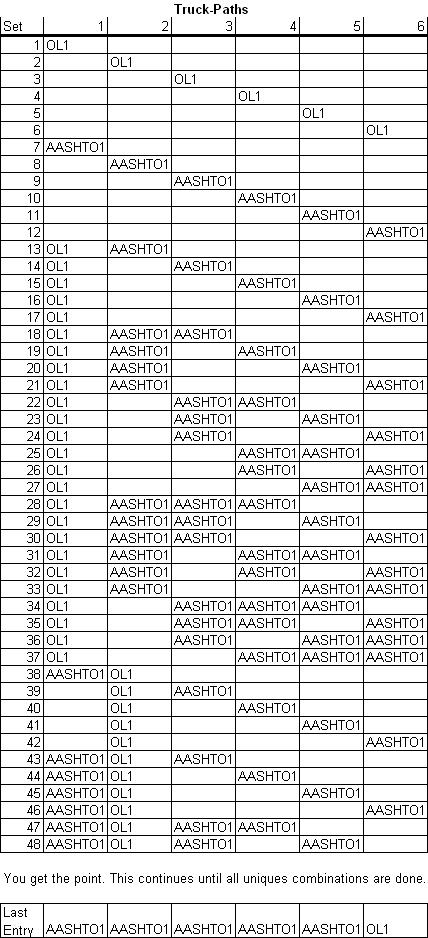 Truck-Paths
Set 1 2 3 4 5 6
1 OL1
2 OL1
3 OL1
4 OL1
5 OL1
6 OL1
7 AASHTO1
8 AASHTO1
9 AASHTO1
10 AASHTO1
11 AASHTO1
12 AASHTO1
13 OL1 AASHTO1
14 OL1 AASHTO1
15 OL1 AASHTO1
16 OL1 AASHTO1
17 OL1 AASHTO1
18 OL1 AASHTO1 AASHTO1
19 OL1 AASHTO1 AASHTO1
20 OL1 AASHTO1 AASHTO1
21 OL1 AASHTO1 AASHTO1
22 OL1 AASHTO1 AASHTO1
23 OL1 AASHTO1 AASHTO1
24 OL1 AASHTO1 AASHTO1
25 OL1 AASHTO1 AASHTO1
26 OL1 AASHTO1 AASHTO1
27 OL1 AASHTO1 AASHTO1
28 OL1 AASHTO1 AASHTO1 AASHTO1
29 OL1 AASHTO1 AASHTO1 AASHTO1
30 OL1 AASHTO1 AASHTO1 AASHTO1
31 OL1 AASHTO1 AASHTO1 AASHTO1
32 OL1 AASHTO1 AASHTO1 AASHTO1
33 OL1 AASHTO1 AASHTO1 AASHTO1
34 OL1 AASHTO1 AASHTO1 AASHTO1
35 OL1 AASHTO1 AASHTO1 AASHTO1
36 OL1 AASHTO1 AASHTO1 AASHTO1
37 OL1 AASHTO1 AASHTO1 AASHTO1
38 AASHTO1 OL1
39 OL1 AASHTO1
40 OL1 AASHTO1
41 OL1 AASHTO1
42 OL1 AASHTO1
43 AASHTO1 OL1 AASHTO1
44 AASHTO1 OL1 AASHTO1
45 AASHTO1 OL1 AASHTO1
46 AASHTO1 OL1 AASHTO1
47 AASHTO1 OL1 AASHTO1 AASHTO1
48 AASHTO1 OL1 AASHTO1 AASHTO1
You get the point. This continues until all uniques combinations are done.
Last
Entry AASHTO1 AASHTO1 AASHTO1 AASHTO1 AASHTO1 OL1